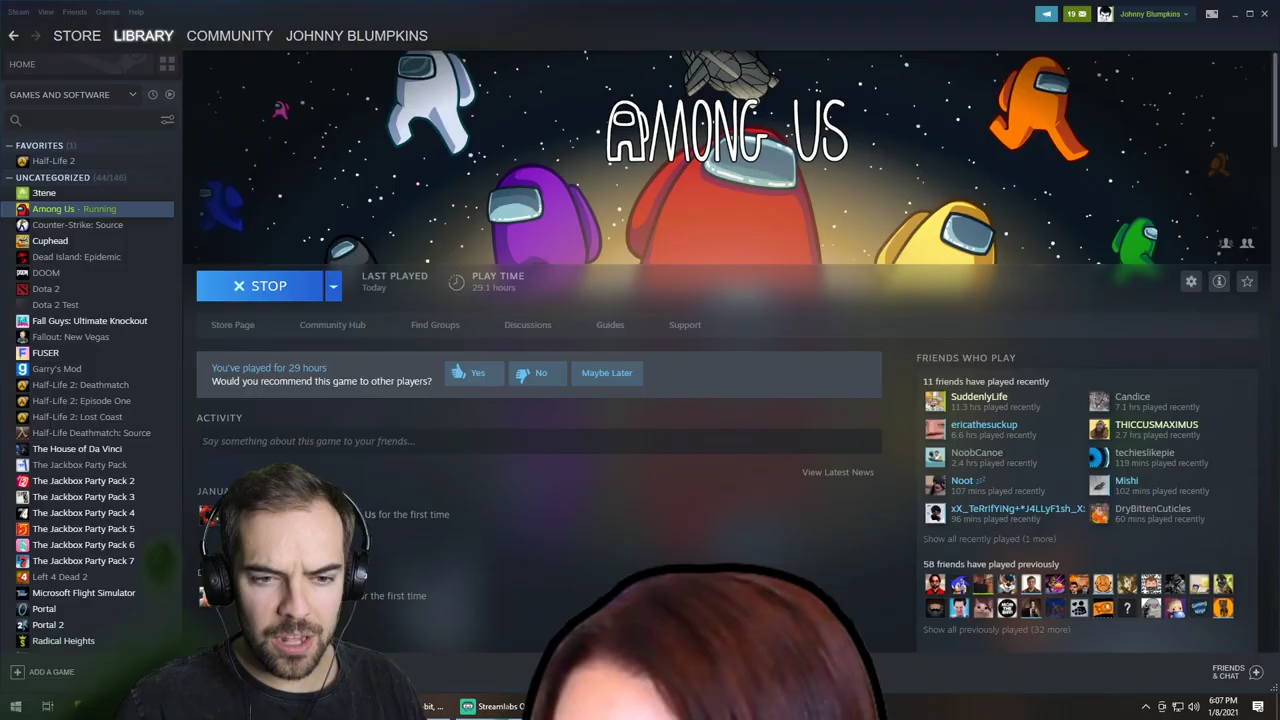 Steam View Friends Games Help
19
Johnny Blumpkins
STORE LIBRARY COMMUNITY JOHNNY BLUMPKINS
HOME
GAMES AND SOFTWARE
FAVORITES (1)
Half-Life 2
UNCATEGORIZED (44/146)
3tene
Among Us - Running
Counter-Strike: Source
Cuphead
Dead Island: Epidemic
DOOM
Dota 2
Dota 2 Test
Fall Guys: Ultimate Knockout
Fallout: New Vegas
FUSER
Garry's Mod
Half-Life 2: Deathmatch
Half-Life 2: Episode One
Half-Life 2: Lost Coast
Half-Life Deathmatch: Source
The House of Da Vinci
The Jackbox Party Pack
The Jackbox Party Pack 2
The Jackbox Party Pack 3
The Jackbox Party Pack 4
The Jackbox Party Pack 5
The Jackbox Party Pack 6
The Jackbox Party Pack 7
Left 4 Dead 2
Microsoft Flight Simulator
Portal
Portal 2
Radical Heights
ADD A GAME
AMONG US
STOP
LAST PLAYED
Today
PLAY TIME
29.1 hours
Store Page Community Hub Find Groups Discussions Guides Support
You've played for 29 hours
Would you recommend this game to other players?
Yes No Maybe Later
ACTIVITY
Say something about this game to your friends...
View Latest News
JANUA
Us for the first time
D
for the first time
FRIENDS WHO PLAY
11 friends have played recently
SuddenlyLife
11.3 hrs played recently
Candice
7.1 hrs played recently
ericathesuckup
6.6 hrs played recently
THICCUSMAXIMUS
2.7 hrs played recently
NoobCanoe
2.4 hrs played recently
techieslikepie
119 mins played recently
Noot
107 mins played recently
Mishi
102 mins played recently
xX_TeRrIfYiNg+*J4LLyF1sh_X:
96 mins played recently
DryBittenCuticles
60 mins played recently
Show all recently played (1 more)
58 friends have played previously
Show all previously played (32 more)
FRIENDS
& CHAT
bit, ...
Streamlabs O
6:07 PM
1/8/2021